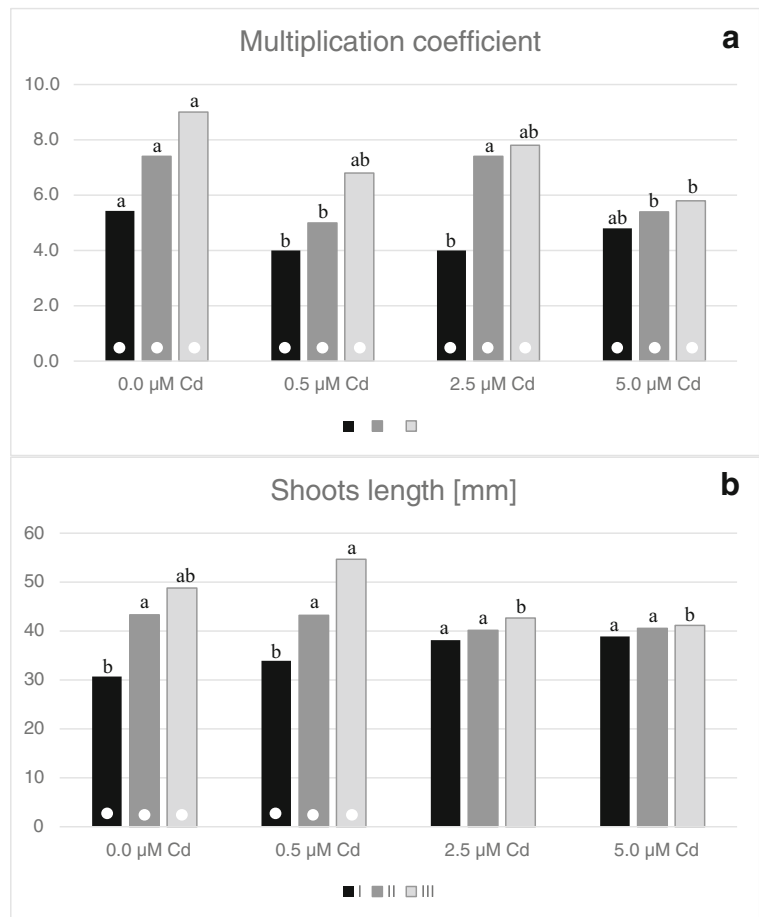 Multiplication coefficient
a
10.0
8.0
6.0
4.0
2.0
0.0
a a a
b b ab
b a ab
ab b b
0.0 µM Cd 0.5 µM Cd 2.5 µM Cd 5.0 µM Cd
Shoots length [mm]
b
60
50
40
30
20
10
0
b a ab
b a a
a a b
a a b
0.0 µM Cd 0.5 µM Cd 2.5 µM Cd 5.0 µM Cd
I II III